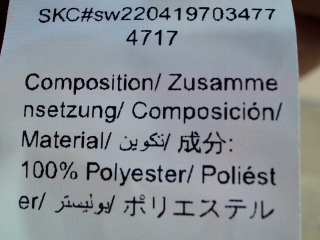 SKC#sw220419703477
4717
Composition/ Zusamme
nsetzung/ Composición/
Material/ تكوين/ 成分:
100% Polyester/ Poliést
er/ بوليستر/ ポリエステル